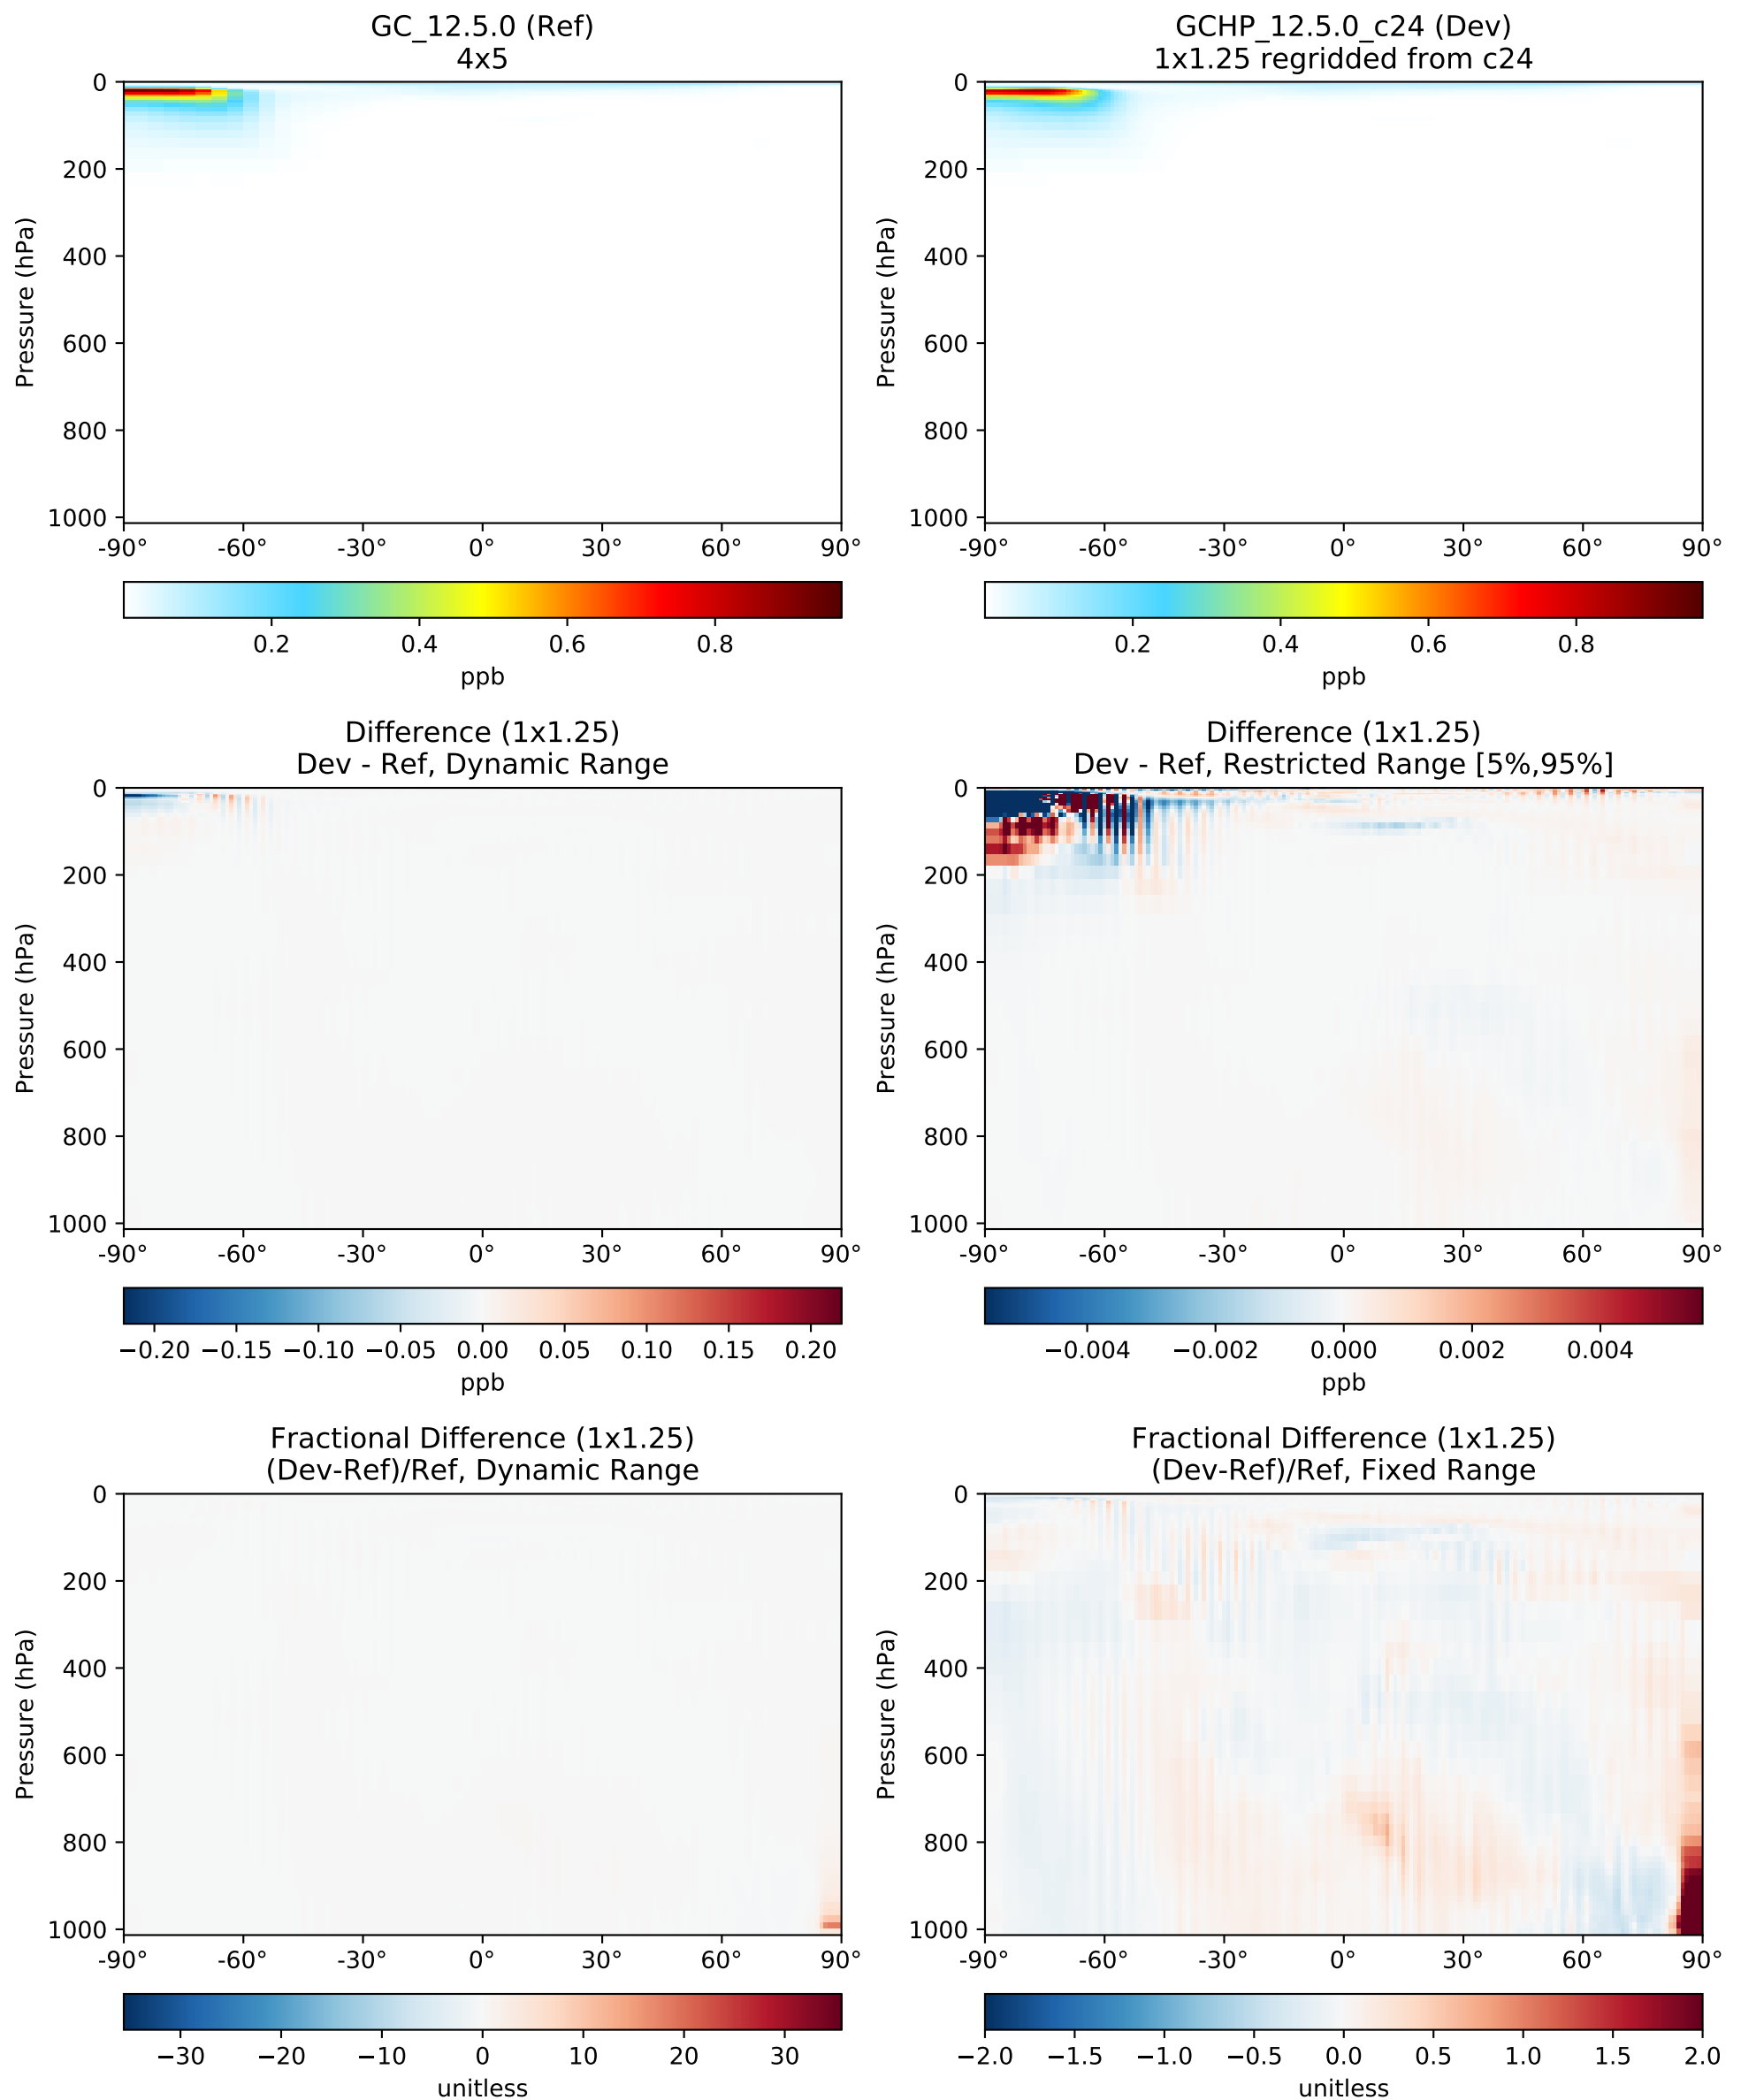 GC_12.5.0 (Ref)
4x5
0
200
400
600
800
1000
Pressure (hPa)
-90° -60° -30° 0° 30° 60° 90°
0.2 0.4 0.6 0.8
ppb
GCHP_12.5.0_c24 (Dev)
1x1.25 regridded from c24
0
200
400
600
800
1000
Pressure (hPa)
-90° -60° -30° 0° 30° 60° 90°
0.2 0.4 0.6 0.8
ppb
Difference (1x1.25)
Dev - Ref, Dynamic Range
0
200
400
600
800
1000
Pressure (hPa)
-90° -60° -30° 0° 30° 60° 90°
−0.20 −0.15 −0.10 −0.05 0.00 0.05 0.10 0.15 0.20
ppb
Difference (1x1.25)
Dev - Ref, Restricted Range [5%,95%]
0
200
400
600
800
1000
Pressure (hPa)
-90° -60° -30° 0° 30° 60° 90°
−0.004 −0.002 0.000 0.002 0.004
ppb
Fractional Difference (1x1.25)
(Dev-Ref)/Ref, Dynamic Range
0
200
400
600
800
1000
Pressure (hPa)
-90° -60° -30° 0° 30° 60° 90°
−30 −20 −10 0 10 20 30
unitless
Fractional Difference (1x1.25)
(Dev-Ref)/Ref, Fixed Range
0
200
400
600
800
1000
Pressure (hPa)
-90° -60° -30° 0° 30° 60° 90°
−2.0 −1.5 −1.0 −0.5 0.0 0.5 1.0 1.5 2.0
unitless